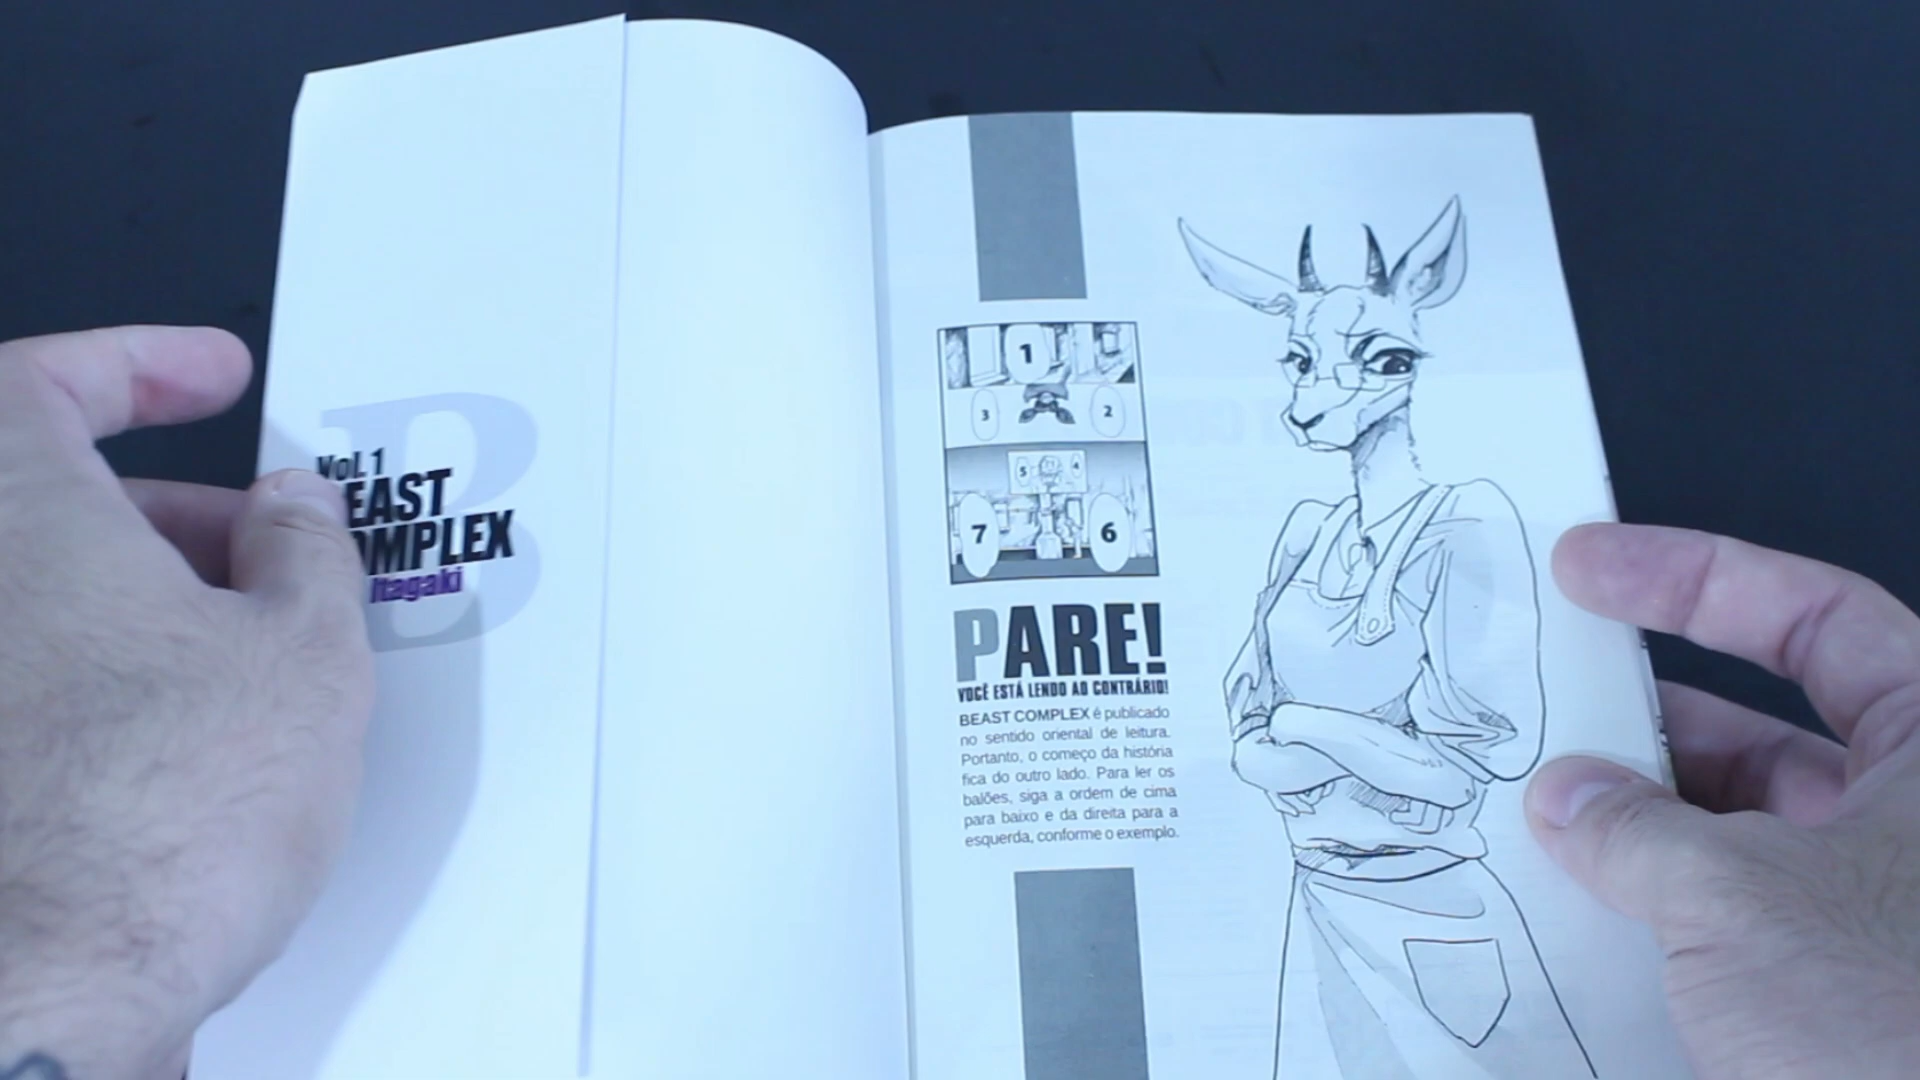 Vol. 1
EAST
OMPLEX
Itagaki
1
3
2
5
4
7
6
PARE!
VOCÊ ESTÁ LENDO AO CONTRÁRIO!
BEAST COMPLEX é publicado
no sentido oriental de leitura.
Portanto, o começo da história
fica do outro lado. Para ler os
balões, siga a ordem de cima
para baixo e da direita para a
esquerda, conforme o exemplo.